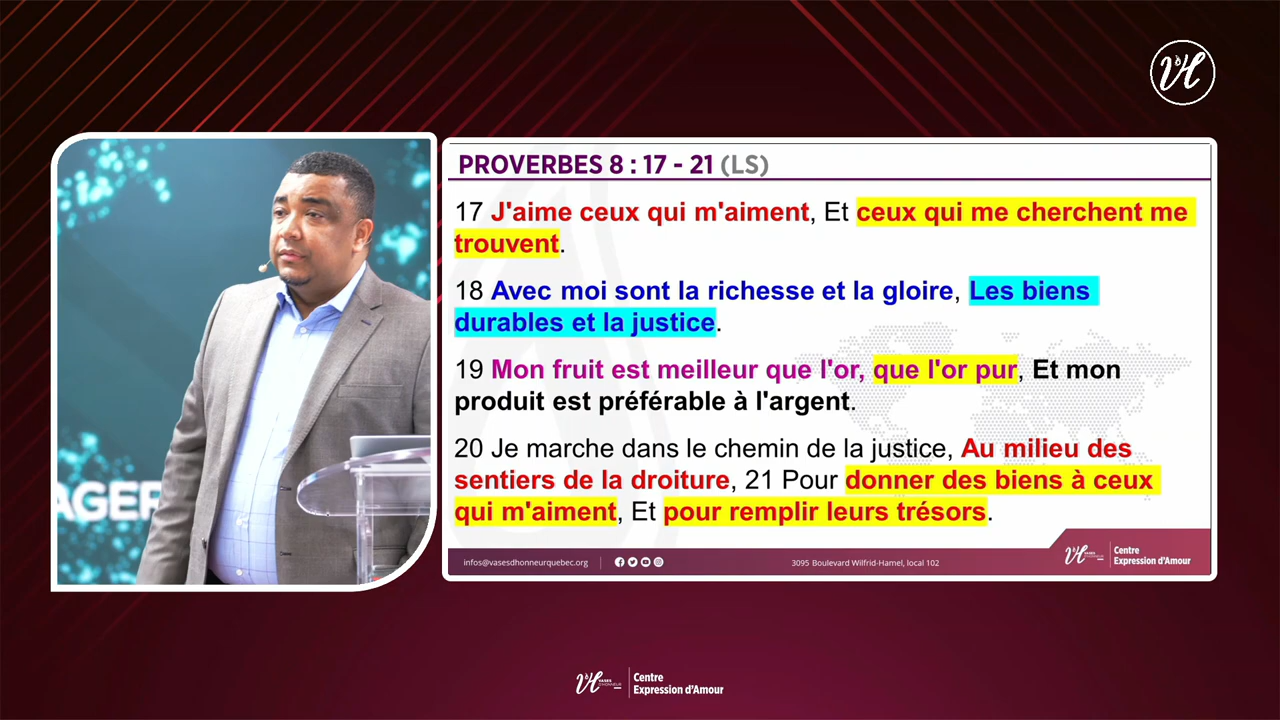 VH
PROVERBES 8 : 17 - 21 (LS)
17 J'aime ceux qui m'aiment, Et ceux qui me cherchent me
trouvent.
18 Avec moi sont la richesse et la gloire, Les biens
durables et la justice.
19 Mon fruit est meilleur que l'or, que l'or pur, Et mon
produit est préférable à l'argent.
20 Je marche dans le chemin de la justice, Au milieu des
sentiers de la droiture, 21 Pour donner des biens à ceux
qui m'aiment, Et pour remplir leurs trésors.
AGER
infos@vasesdhonneurquebec.org
3095 Boulevard Wilfrid-Hamel, local 102
Centre
Expression d'Amour
Centre
Expression d'Amour